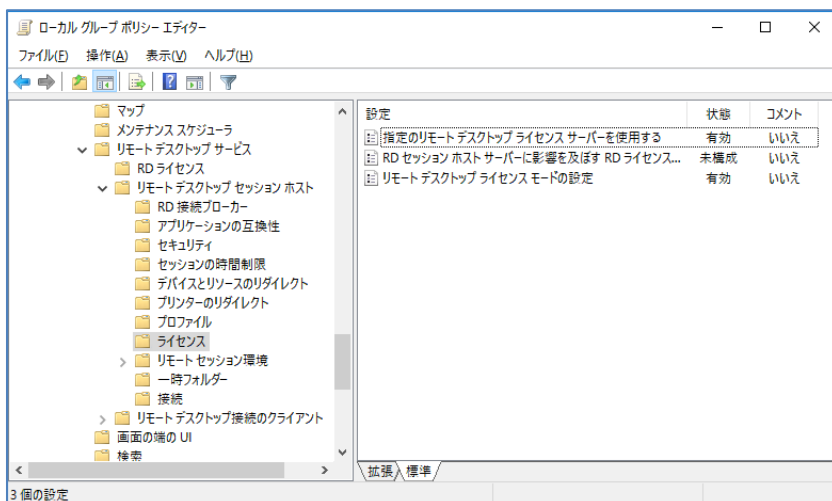 ローカル グループ ポリシー エディター
ファイル(F) 操作(A) 表示(V) ヘルプ(H)
マップ
メンテナンス スケジューラ
リモート デスクトップ サービス
RD ライセンス
リモート デスクトップ セッション ホスト
RD 接続ブローカー
アプリケーションの互換性
セキュリティ
セッションの時間制限
デバイスとリソースのリダイレクト
プリンターのリダイレクト
プロファイル
ライセンス
リモート セッション環境
一時フォルダー
接続
リモート デスクトップ接続のクライアント
画面の端の UI
検索
設定 状態 コメント
指定のリモート デスクトップ ライセンス サーバーを使用する 有効 いいえ
RD セッション ホスト サーバーに影響を及ぼす RD ライセンス... 未構成 いいえ
リモート デスクトップ ライセンス モードの設定 有効 いいえ
拡張 標準
3 個の設定